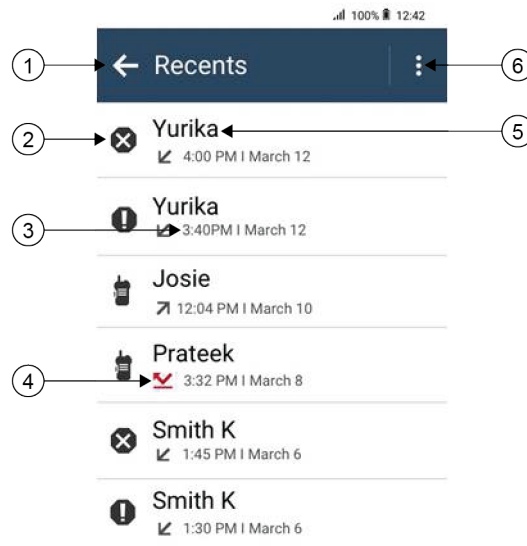 100% 12:42
1 Recents 6
2 Yurika 5
4:00 PM I March 12
Yurika
3 3:40PM I March 12
Josie
12:04 PM I March 10
Prateek
4 3:32 PM I March 8
Smith K
1:45 PM I March 6
Smith K
1:30 PM I March 6